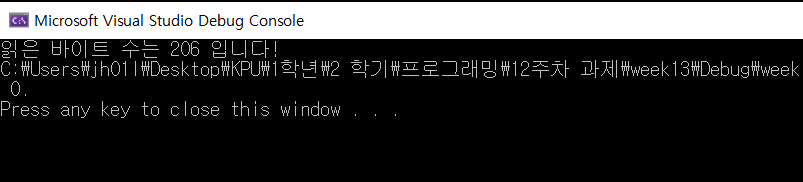 Microsoft Visual Studio Debug Console
읽은 바이트 수는 206 입니다!
C:₩Users₩jh01l₩Desktop₩KPU₩1학년₩2 학기₩프로그래밍₩12주차 과제₩week13₩Debug₩week
0.
Press any key to close this window . . .